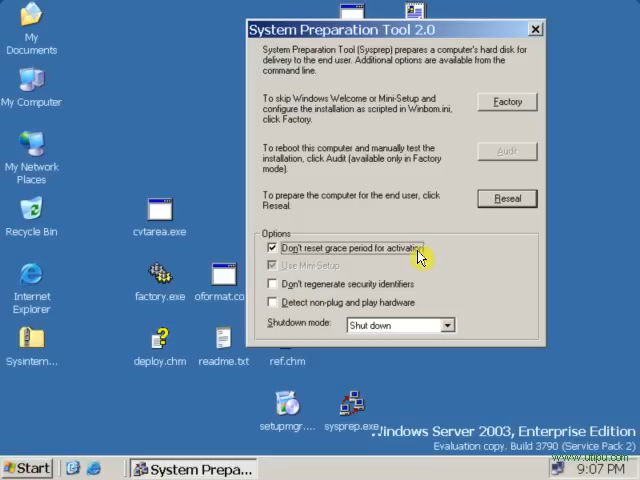 My
Documents
My Computer
My Network
Places
Recycle Bin
Internet
Explorer
Sysintern...
cvtarea.exe
factory.exe
oformat.co
deploy.chm
readme.txt
ref.chm
setupmgr....
sysprep.exe
System Preparation Tool 2.0
System Preparation Tool (Sysprep) prepares a computer's hard disk for
delivery to the end user. Additional options are available from the
command line.
To skip Windows Welcome or Mini-Setup and
configure the installation as scripted in Winbom.ini,
click Factory.
Factory
To reboot this computer and manually test the
installation, click Audit (available only in Factory
mode).
Audit
To prepare the computer for the end user, click
Reseal.
Reseal
Options
Don't reset grace period for activation
Use Mini-Setup
Don't regenerate security identifiers
Detect non-plug and play hardware
Shutdown mode:
Shut down
Windows Server 2003, Enterprise Edition
Evaluation copy. Build 3790 (Service Pack 2)
Start
System Prepa...
9:07 PM